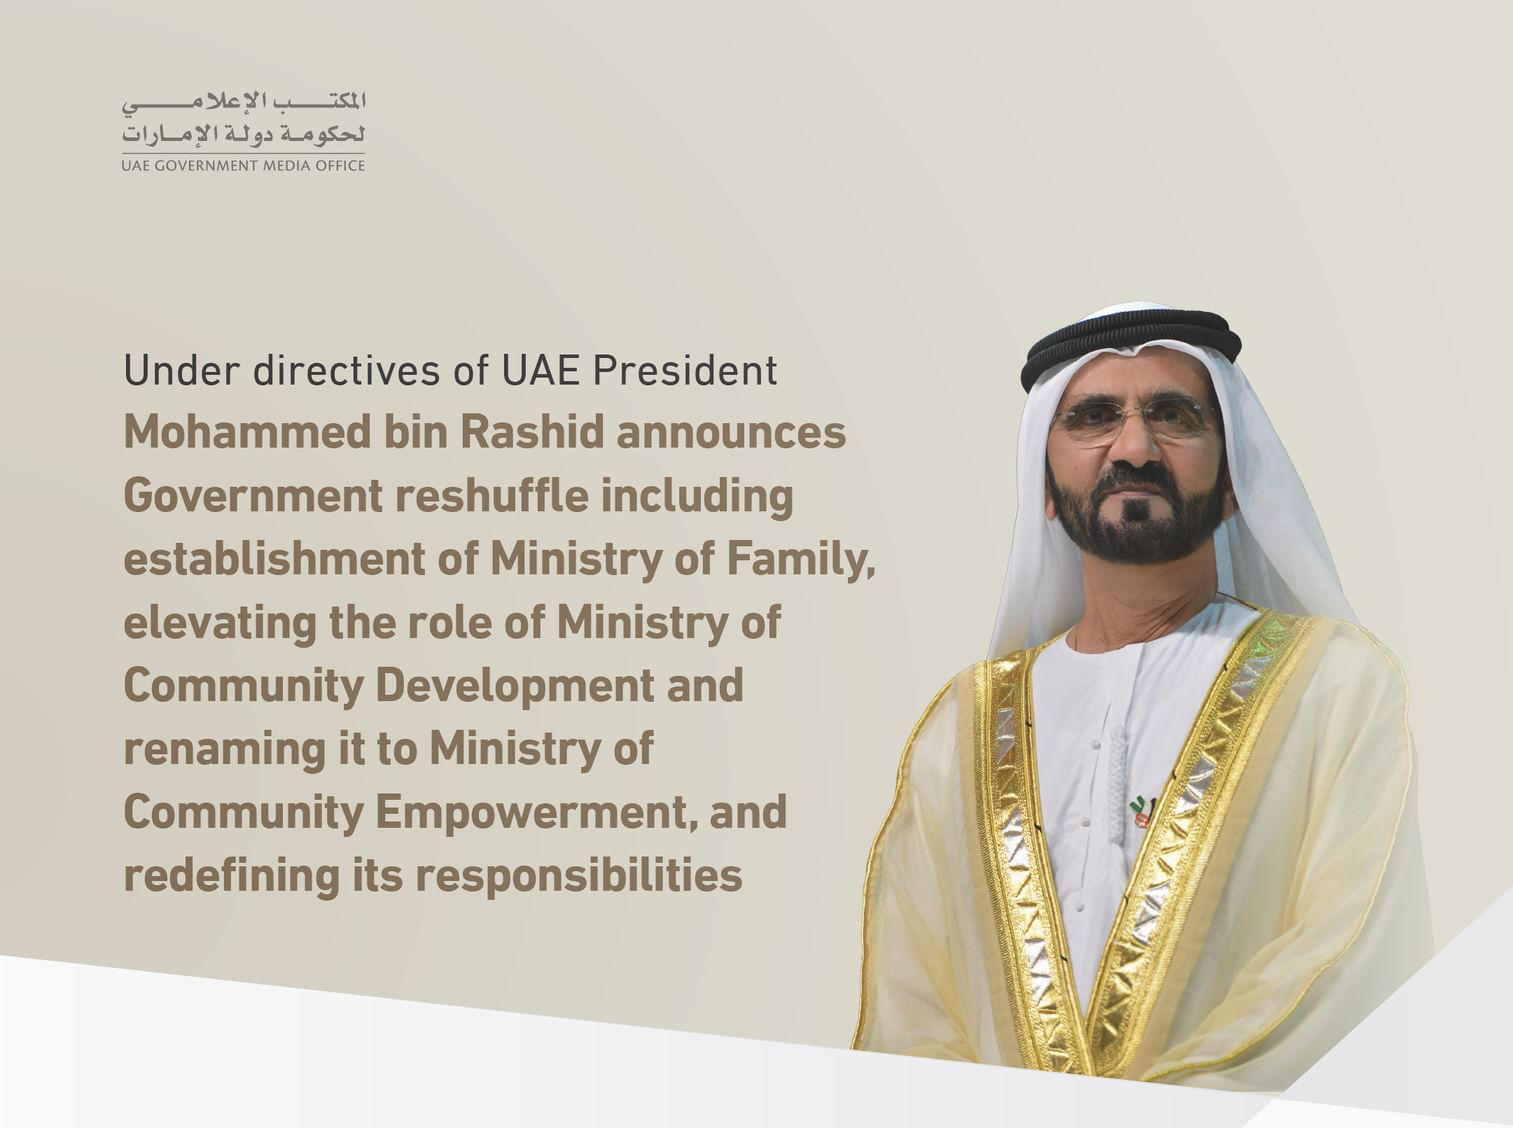 المكتب الإعلامي
لحكومة دولة الإمارات
UAE GOVERNMENT MEDIA OFFICE
Under directives of UAE President
Mohammed bin Rashid announces
Government reshuffle including
establishment of Ministry of Family,
elevating the role of Ministry of
Community Development and
renaming it to Ministry of
Community Empowerment, and
redefining its responsibilities